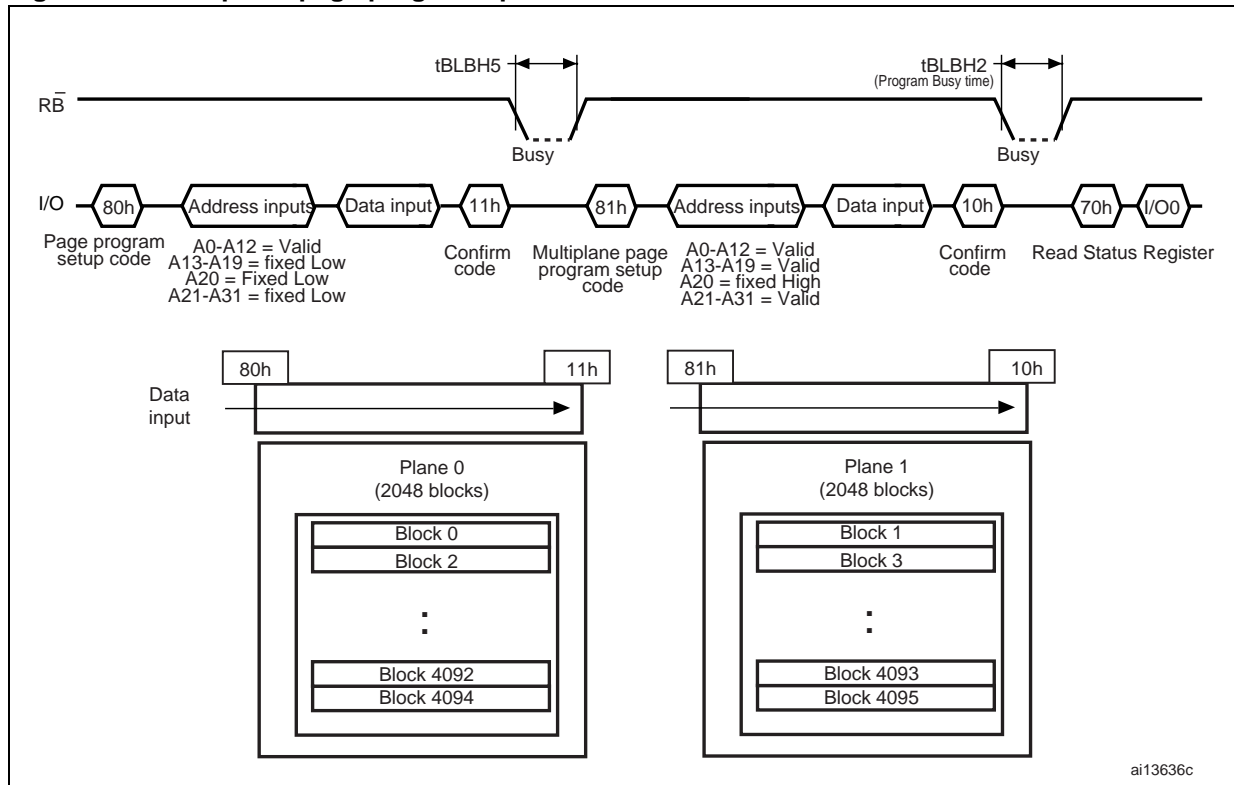 tBLBH5
tBLBH2
(Program Busy time)
RB̅
Busy
Busy
I/O
80h
Address inputs
Data input
11h
81h
Address inputs
Data input
10h
70h
I/O0
Page program
setup code
A0-A12 = Valid
A13-A19 = fixed Low
A20 = Fixed Low
A21-A31 = fixed Low
Confirm
code
Multiplane page
program setup
code
A0-A12 = Valid
A13-A19 = Valid
A20 = fixed High
A21-A31 = Valid
Confirm
code
Read Status Register
80h
11h
81h
10h
Data
input
Plane 0
(2048 blocks)
Block 0
Block 2
:
Block 4092
Block 4094
Plane 1
(2048 blocks)
Block 1
Block 3
:
Block 4093
Block 4095
ai13636c